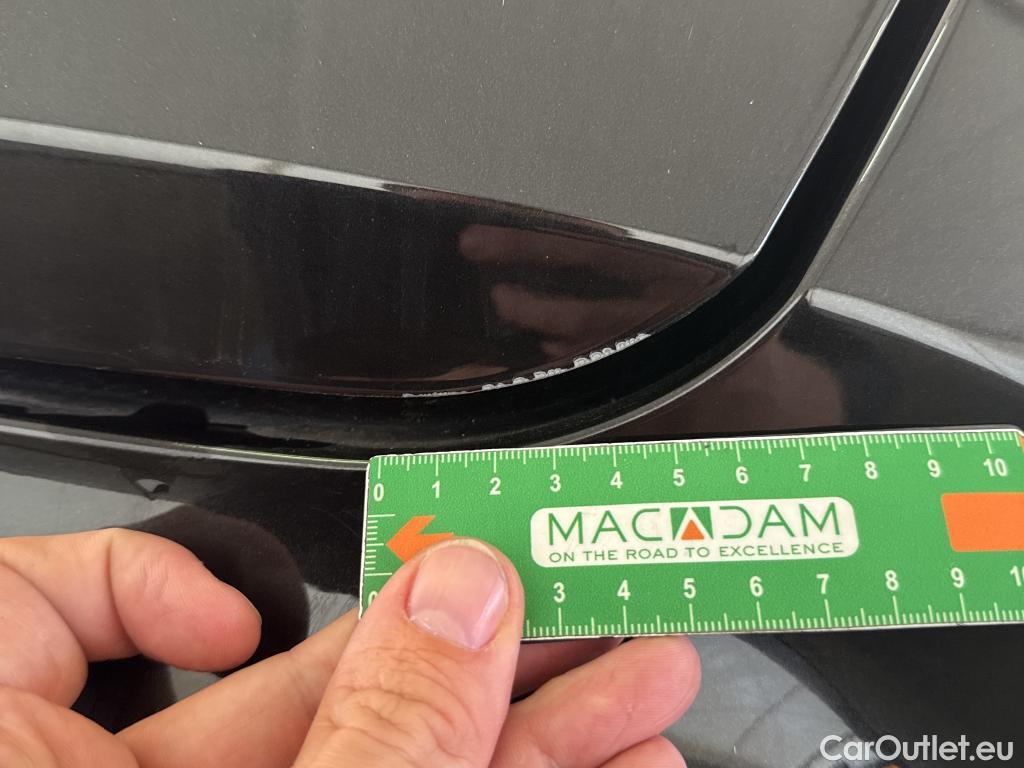 0 1 2 3 4 5 6 7 8 9 10
MACADAM
ON THE ROAD TO EXCELLENCE
0 3 4 5 6 7 8 9 10
CarOutlet.eu